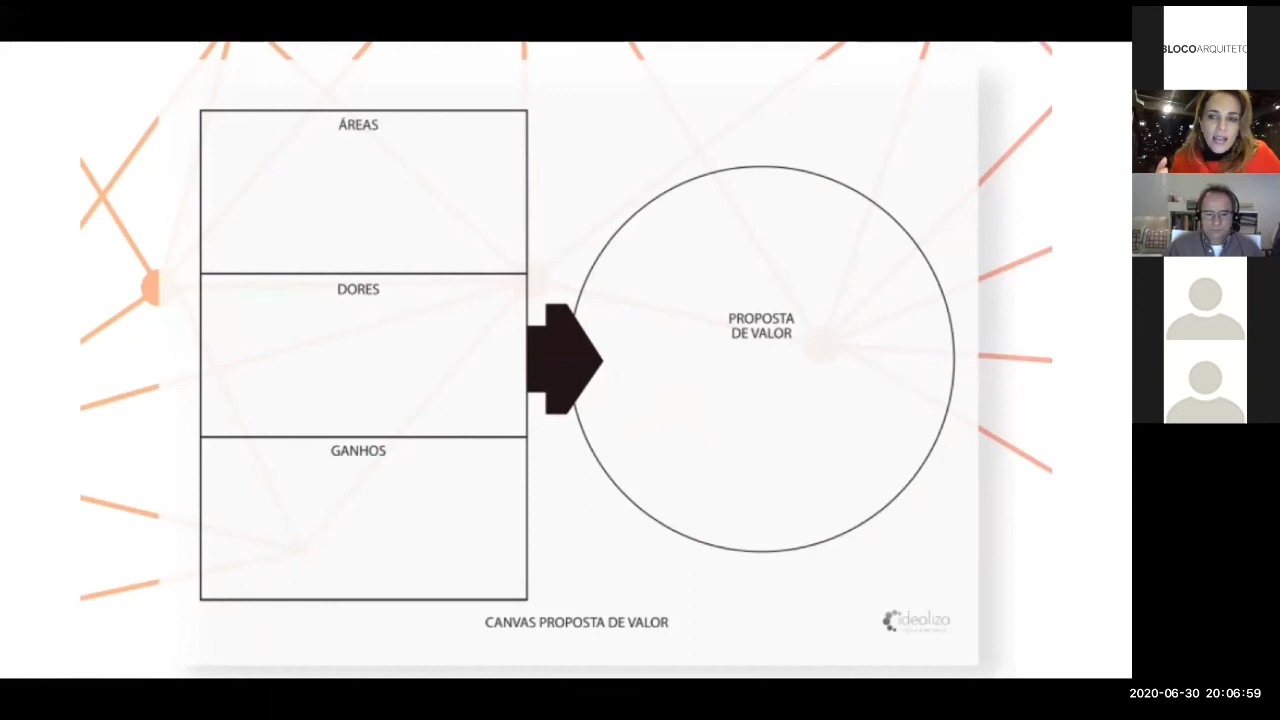 ÁREAS
DORES
GANHOS
PROPOSTA
DE VALOR
CANVAS PROPOSTA DE VALOR
idealiza
BLOCOARQUITETO
2020-06-30 20:06:59